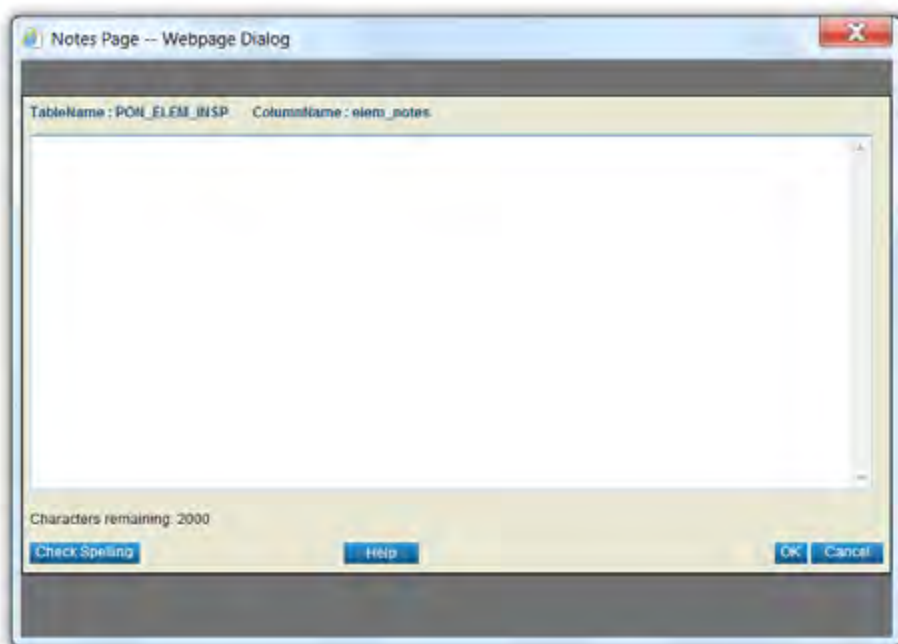 Notes Page -- Webpage Dialog
TableName : PON_ELEM_INSP ColumnName : elem_notes
Characters remaining: 2000
Check Spelling Help OK Cancel